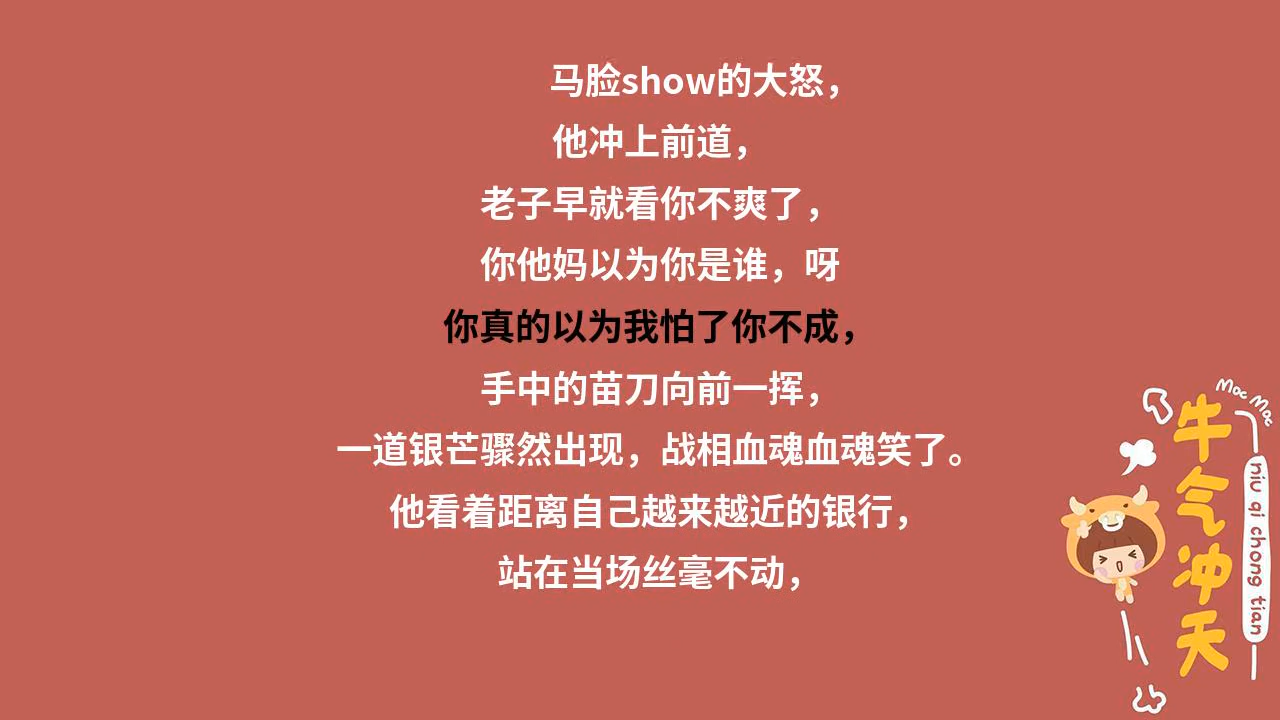 马脸show的大怒，
他冲上前道，
老子早就看你不爽了，
你他妈以为你是谁，呀
你真的以为我怕了你不成，
手中的苗刀向前一挥，
一道银芒骤然出现，战相血魂血魂笑了。
他看着距离自己越来越近的银行，
站在当场丝毫不动，
Moc Moc
牛气冲天
niu qi chong tian